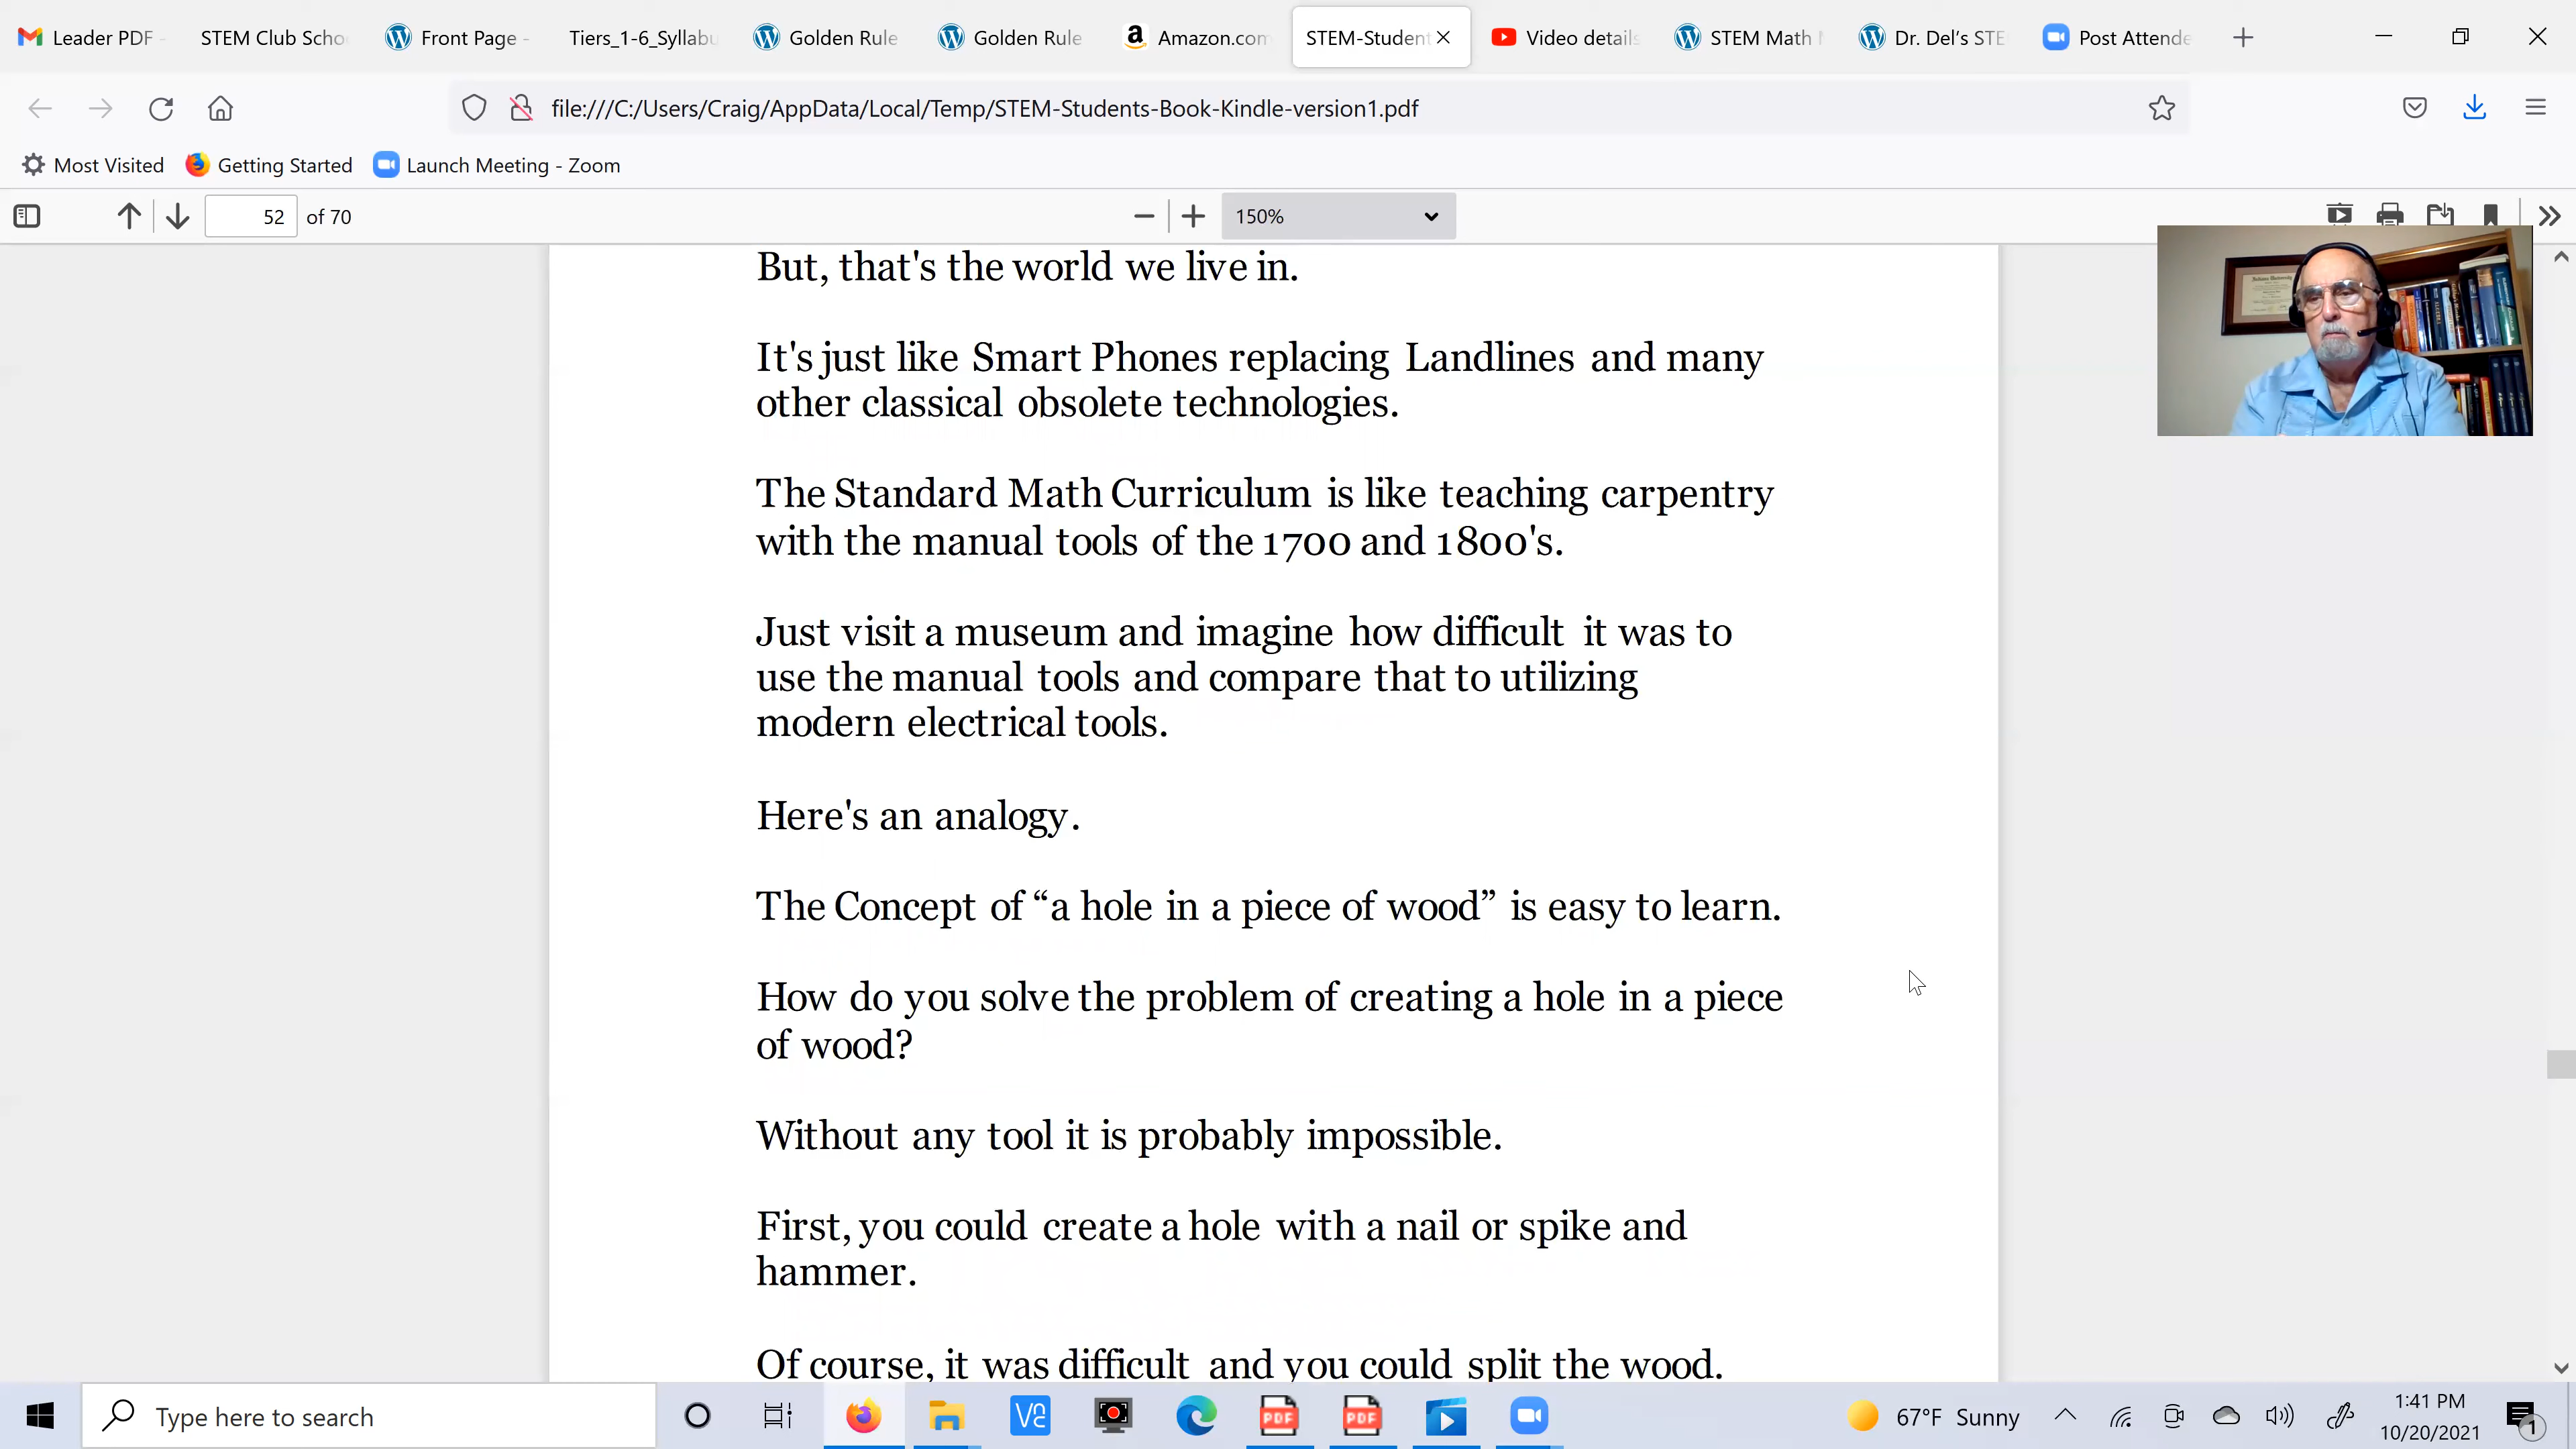 Leader PDF
STEM Club Scho
Front Page -
Tiers_1-6_Syllabu
Golden Rule
Golden Rule
Amazon.com
STEM-Student
Video details
STEM Math
Dr. Del's STE
Post Attende
file:///C:/Users/Craig/AppData/Local/Temp/STEM-Students-Book-Kindle-version1.pdf
Most Visited
Getting Started
Launch Meeting - Zoom
52 of 70
150%
But, that's the world we live in.
It's just like Smart Phones replacing Landlines and many
other classical obsolete technologies.
The Standard Math Curriculum is like teaching carpentry
with the manual tools of the 1700 and 1800's.
Just visit a museum and imagine how difficult it was to
use the manual tools and compare that to utilizing
modern electrical tools.
Here's an analogy.
The Concept of “a hole in a piece of wood” is easy to learn.
How do you solve the problem of creating a hole in a piece
of wood?
Without any tool it is probably impossible.
First, you could create a hole with a nail or spike and
hammer.
Of course, it was difficult and you could split the wood.
Type here to search
PDF
PDF
67°F Sunny
1:41 PM
10/20/2021
1